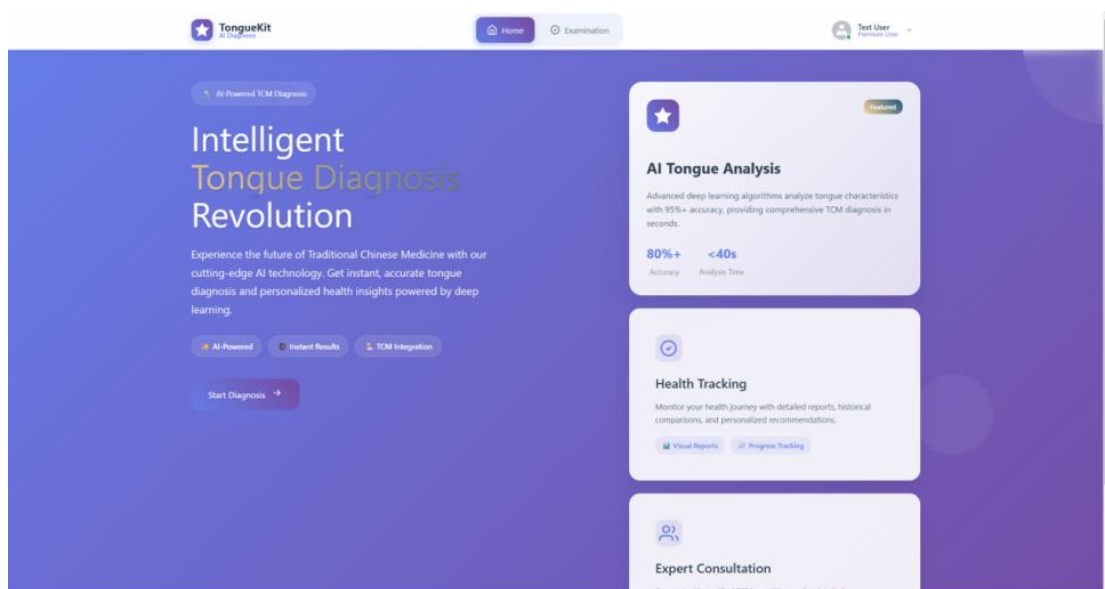 TongueKit
AI Diagnosis
Home
Examination
Test User
Premium User
AI-Powered TCM Diagnosis
Intelligent
Tongue Diagnosis
Revolution
Experience the future of Traditional Chinese Medicine with our
cutting-edge AI technology. Get instant, accurate tongue
diagnosis and personalized health insights powered by deep
learning.
AI-Powered
Instant Results
TCM Integration
Start Diagnosis
Featured
AI Tongue Analysis
Advanced deep learning algorithms analyze tongue characteristics
with 95%+ accuracy, providing comprehensive TCM diagnosis in
seconds.
80%+ <40s
Accuracy Analysis Time
Health Tracking
Monitor your health journey with detailed reports, historical
comparisons, and personalized recommendations.
Visual Reports
Progress Tracking
Expert Consultation